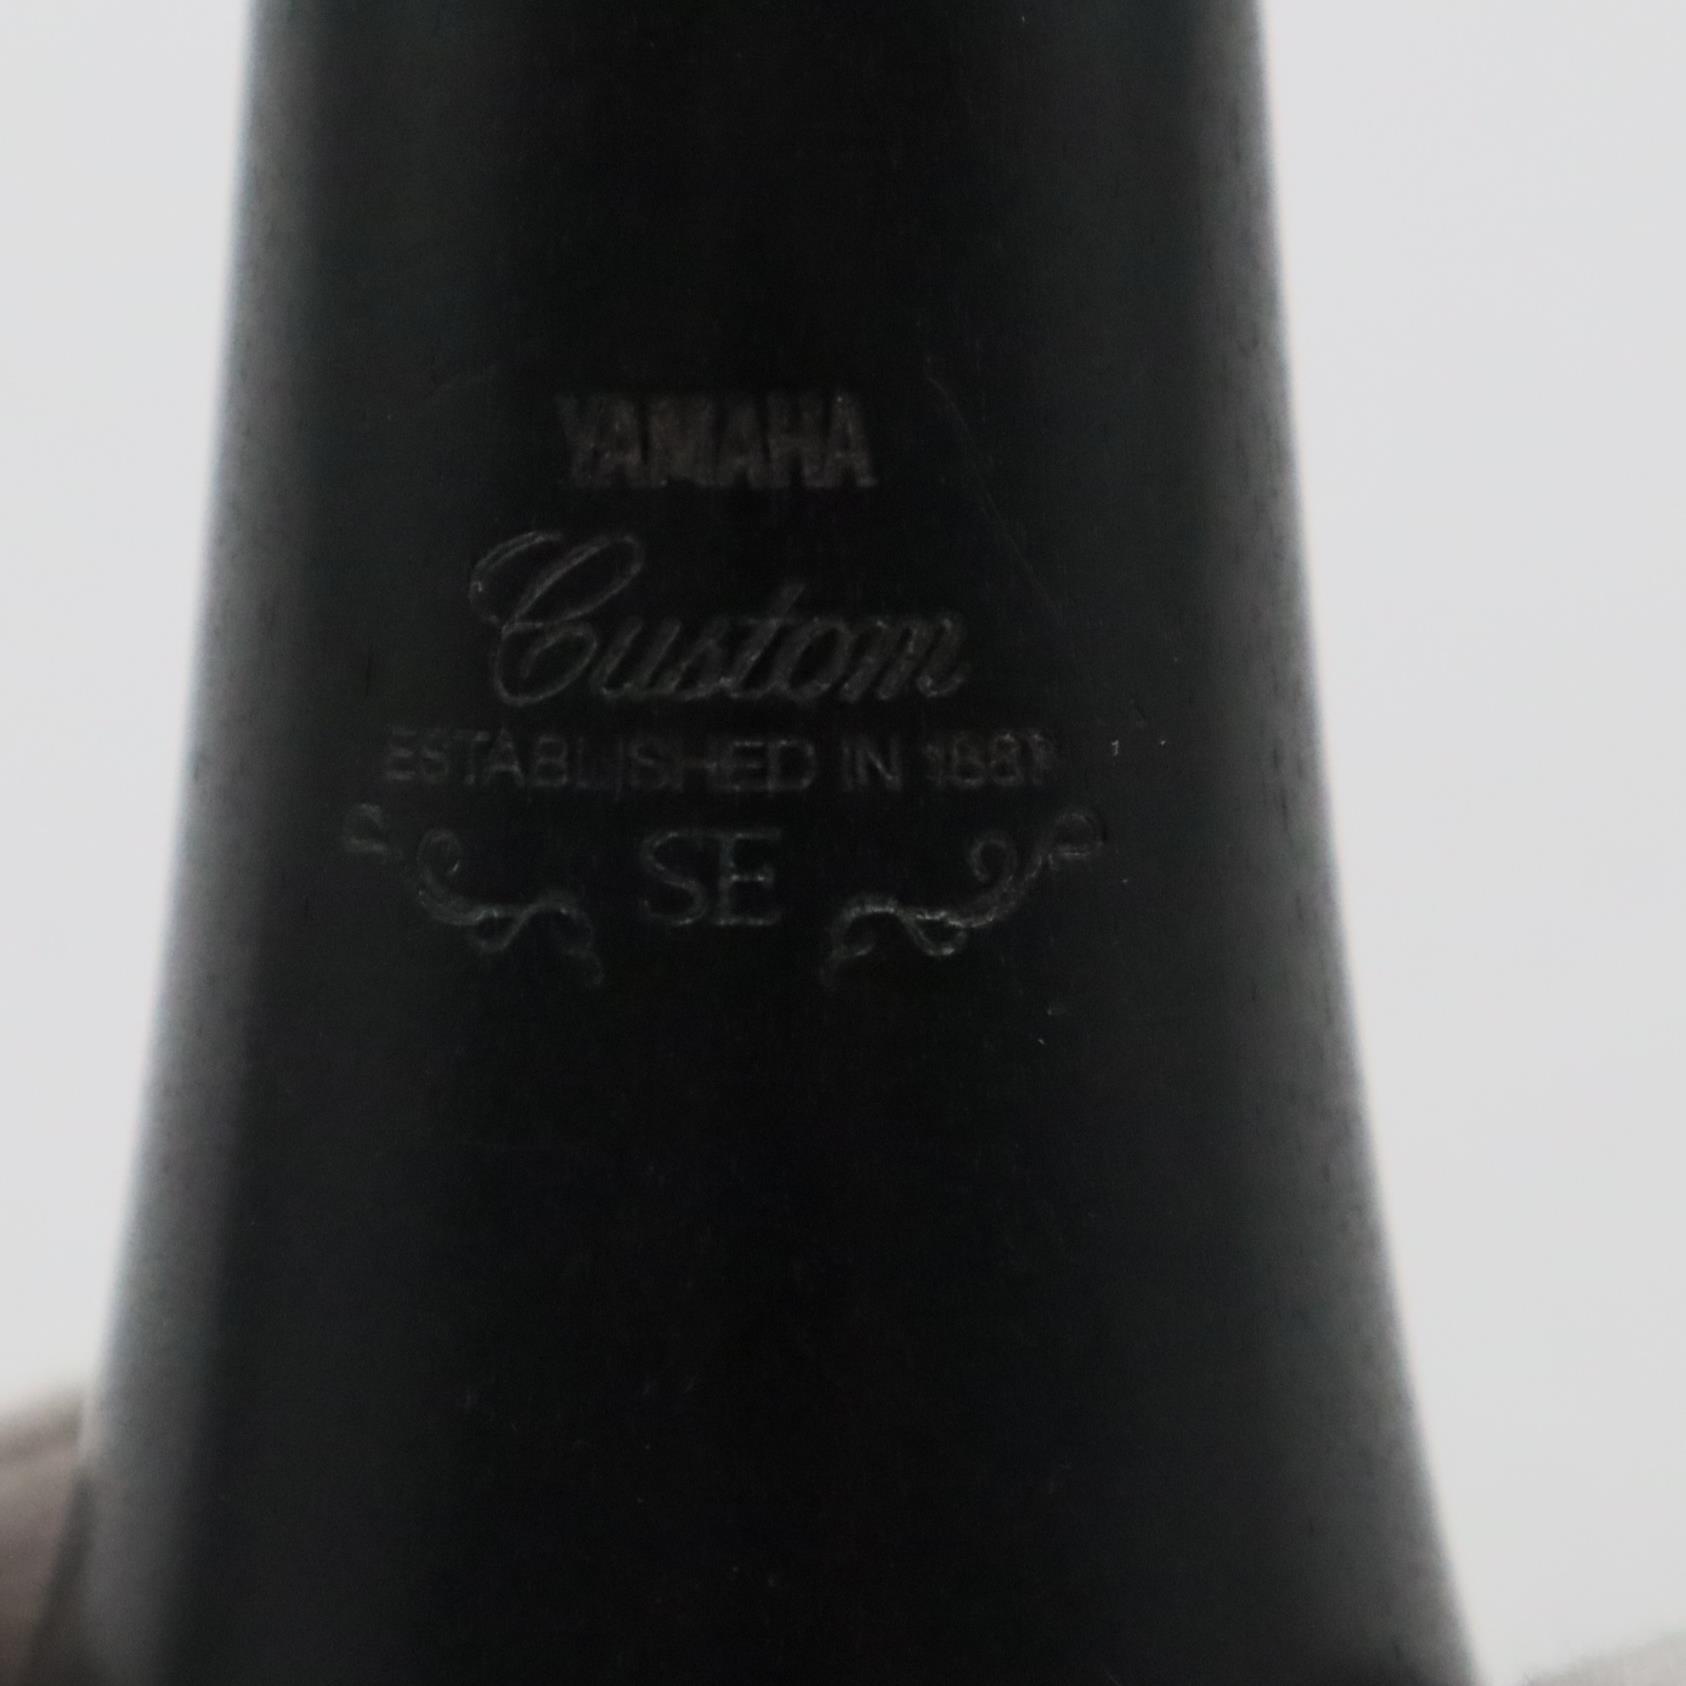 YAMAHA
Custom
ESTABLISHED IN 1887
SE